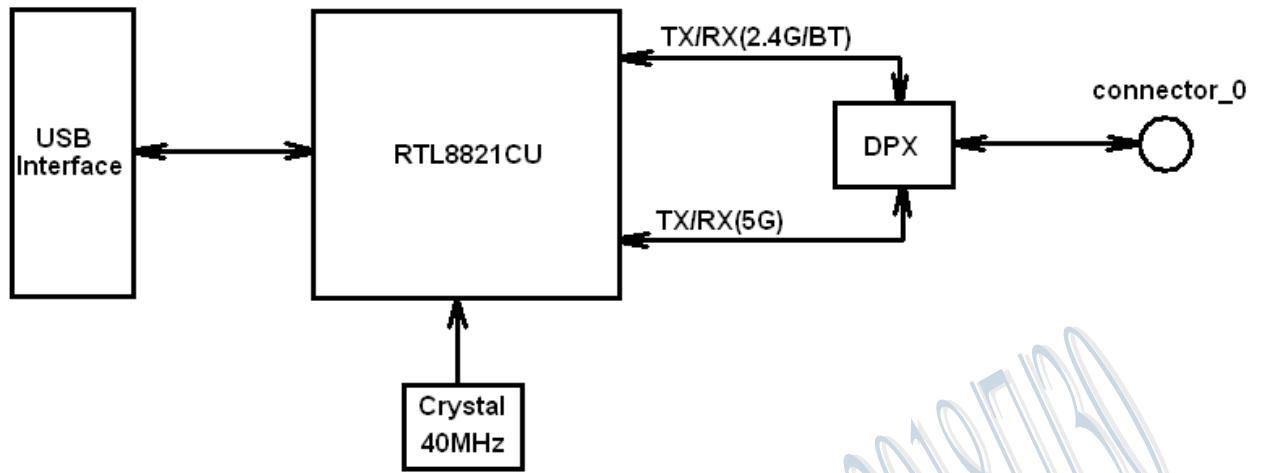 TX/RX(2.4G/BT)
connector_0
USB
Interface
RTL8821CU
DPX
TX/RX(5G)
Crystal
40MHz